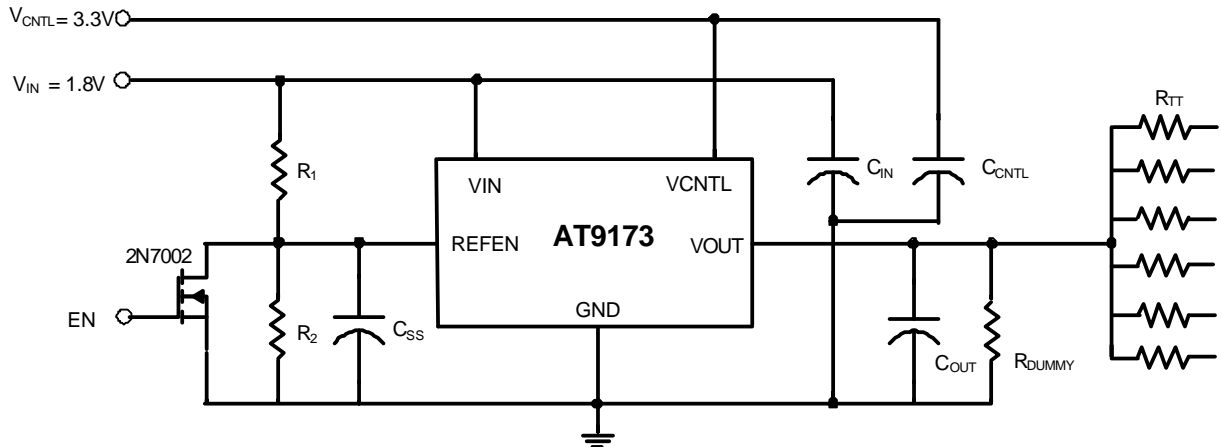 VCNTL = 3.3V
VIN = 1.8V
RTT
R1
VIN
VCNTL
CIN
CCNTL
2N7002
REFEN
AT9173
VOUT
EN
R2
CSS
GND
COUT
RDUMMY